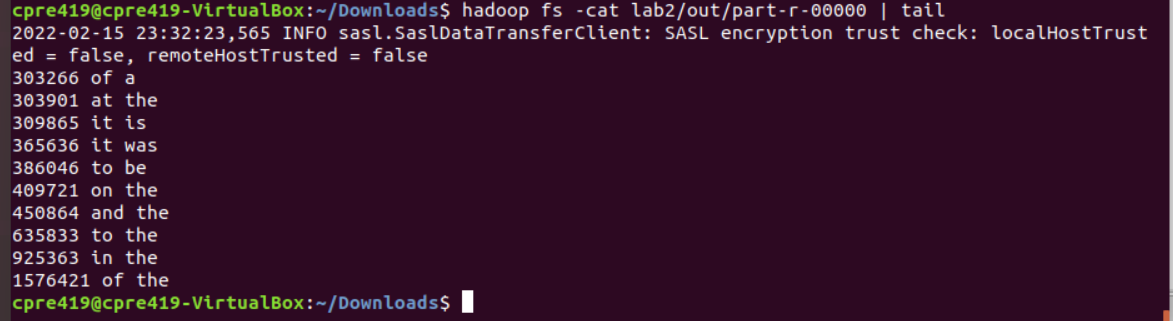 cpre419@cpre419-VirtualBox:~/Downloads$ hadoop fs -cat lab2/out/part-r-00000 | tail
2022-02-15 23:32:23,565 INFO sasl.SaslDataTransferClient: SASL encryption trust check: localHostTrust
ed = false, remoteHostTrusted = false
303266 of a
303901 at the
309865 it is
365636 it was
386046 to be
409721 on the
450864 and the
635833 to the
925363 in the
1576421 of the
cpre419@cpre419-VirtualBox:~/Downloads$